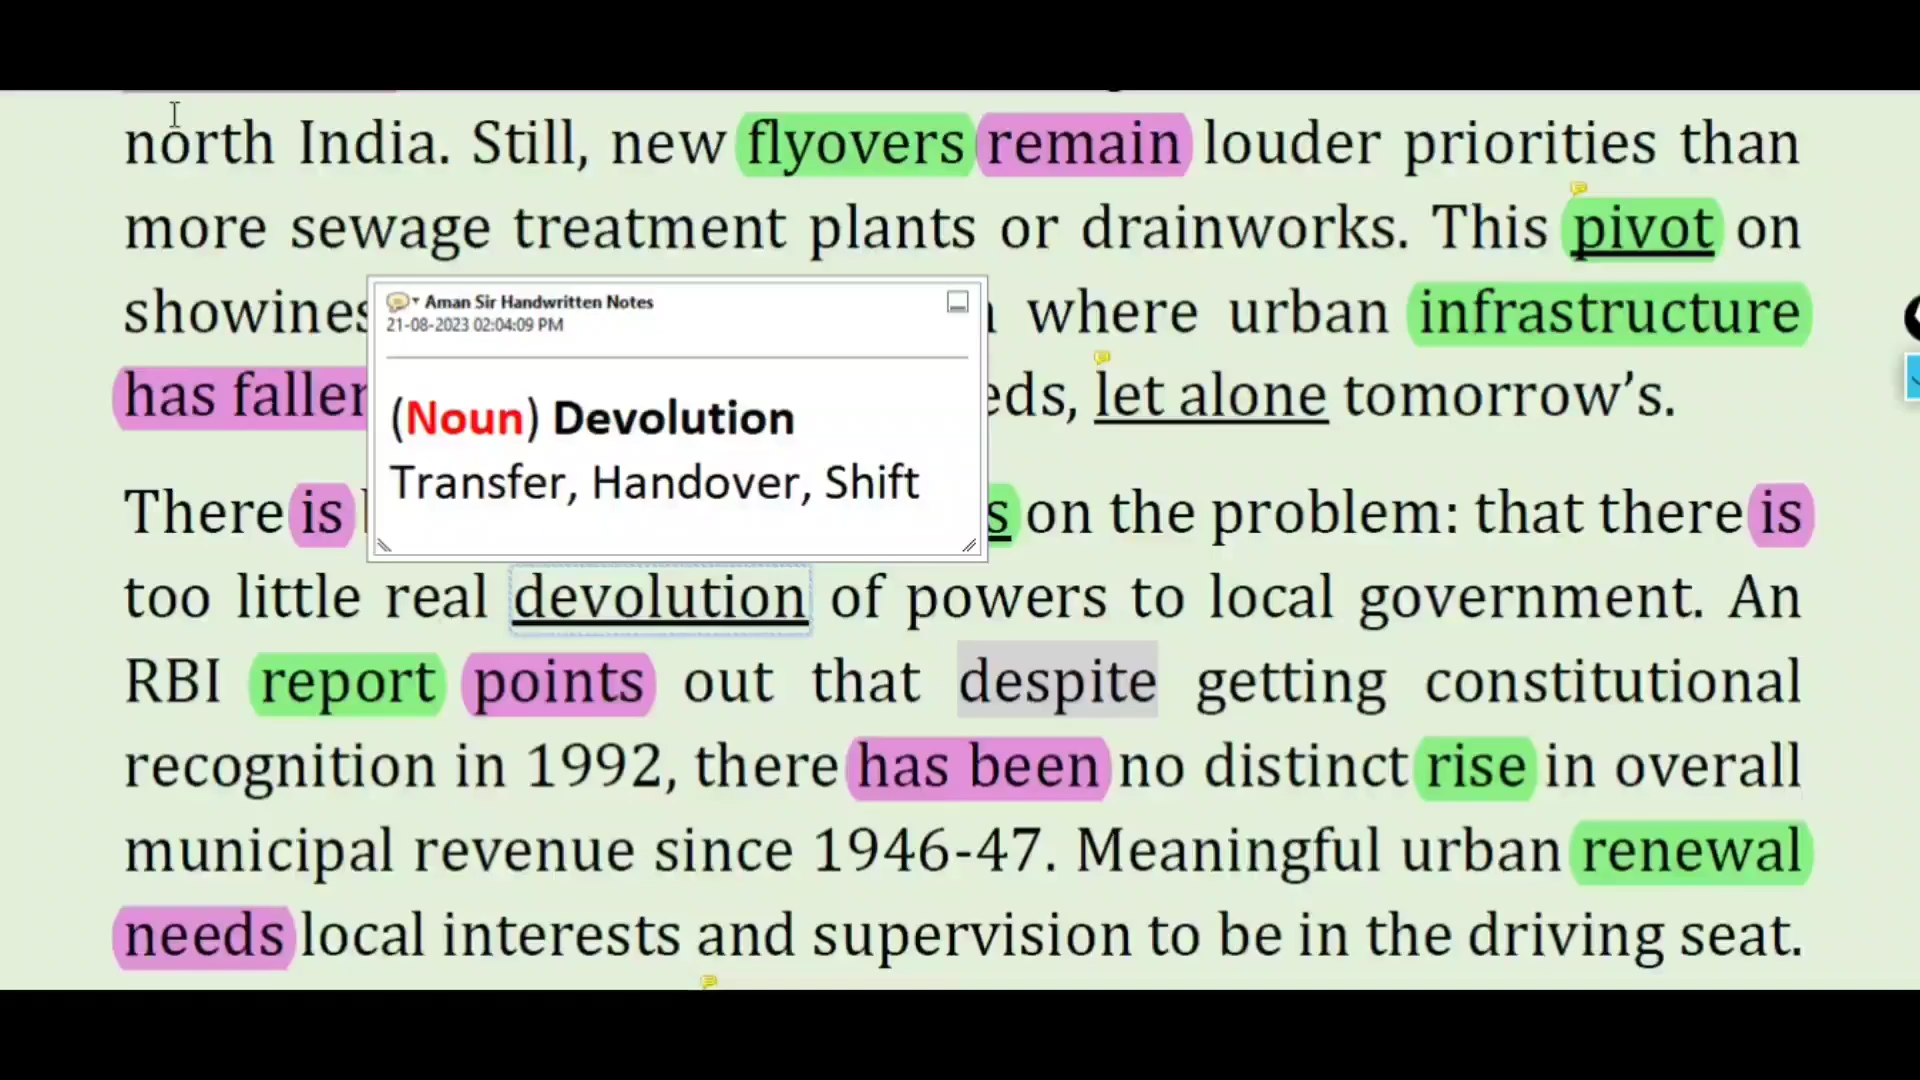 north India. Still, new flyovers remain louder priorities than
more sewage treatment plants or drainworks. This pivot on
where urban infrastructure
Aman Sir Handwritten Notes
21-08-2023 02:04:09 PM
has let alone tomorrow's.
(Noun) Devolution
Transfer, Handover, Shift
There is on the problem: that there is
too little real devolution of powers to local government. An
RBI report points out that despite getting constitutional
recognition in 1992, there has been no distinct rise in overall
municipal revenue since 1946-47. Meaningful urban renewal
needs local interests and supervision to be in the driving seat.